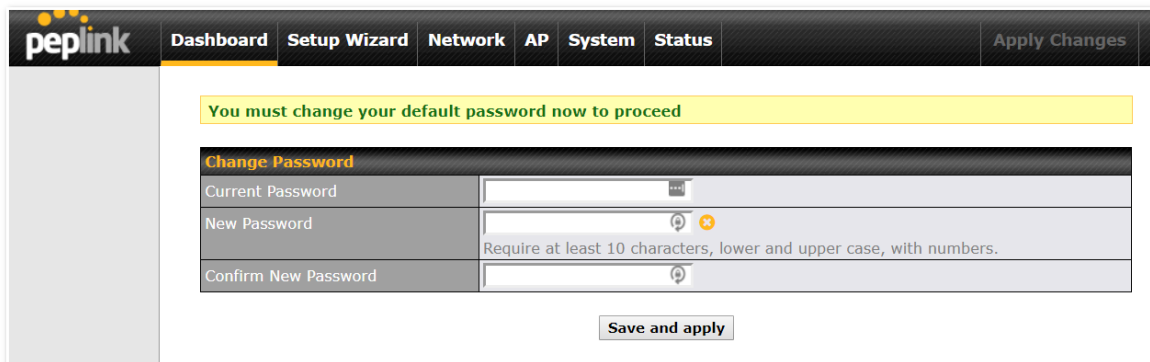 peplink
Dashboard Setup Wizard Network AP System Status Apply Changes
You must change your default password now to proceed
Change Password
Current Password
New Password
Require at least 10 characters, lower and upper case, with numbers.
Confirm New Password
Save and apply